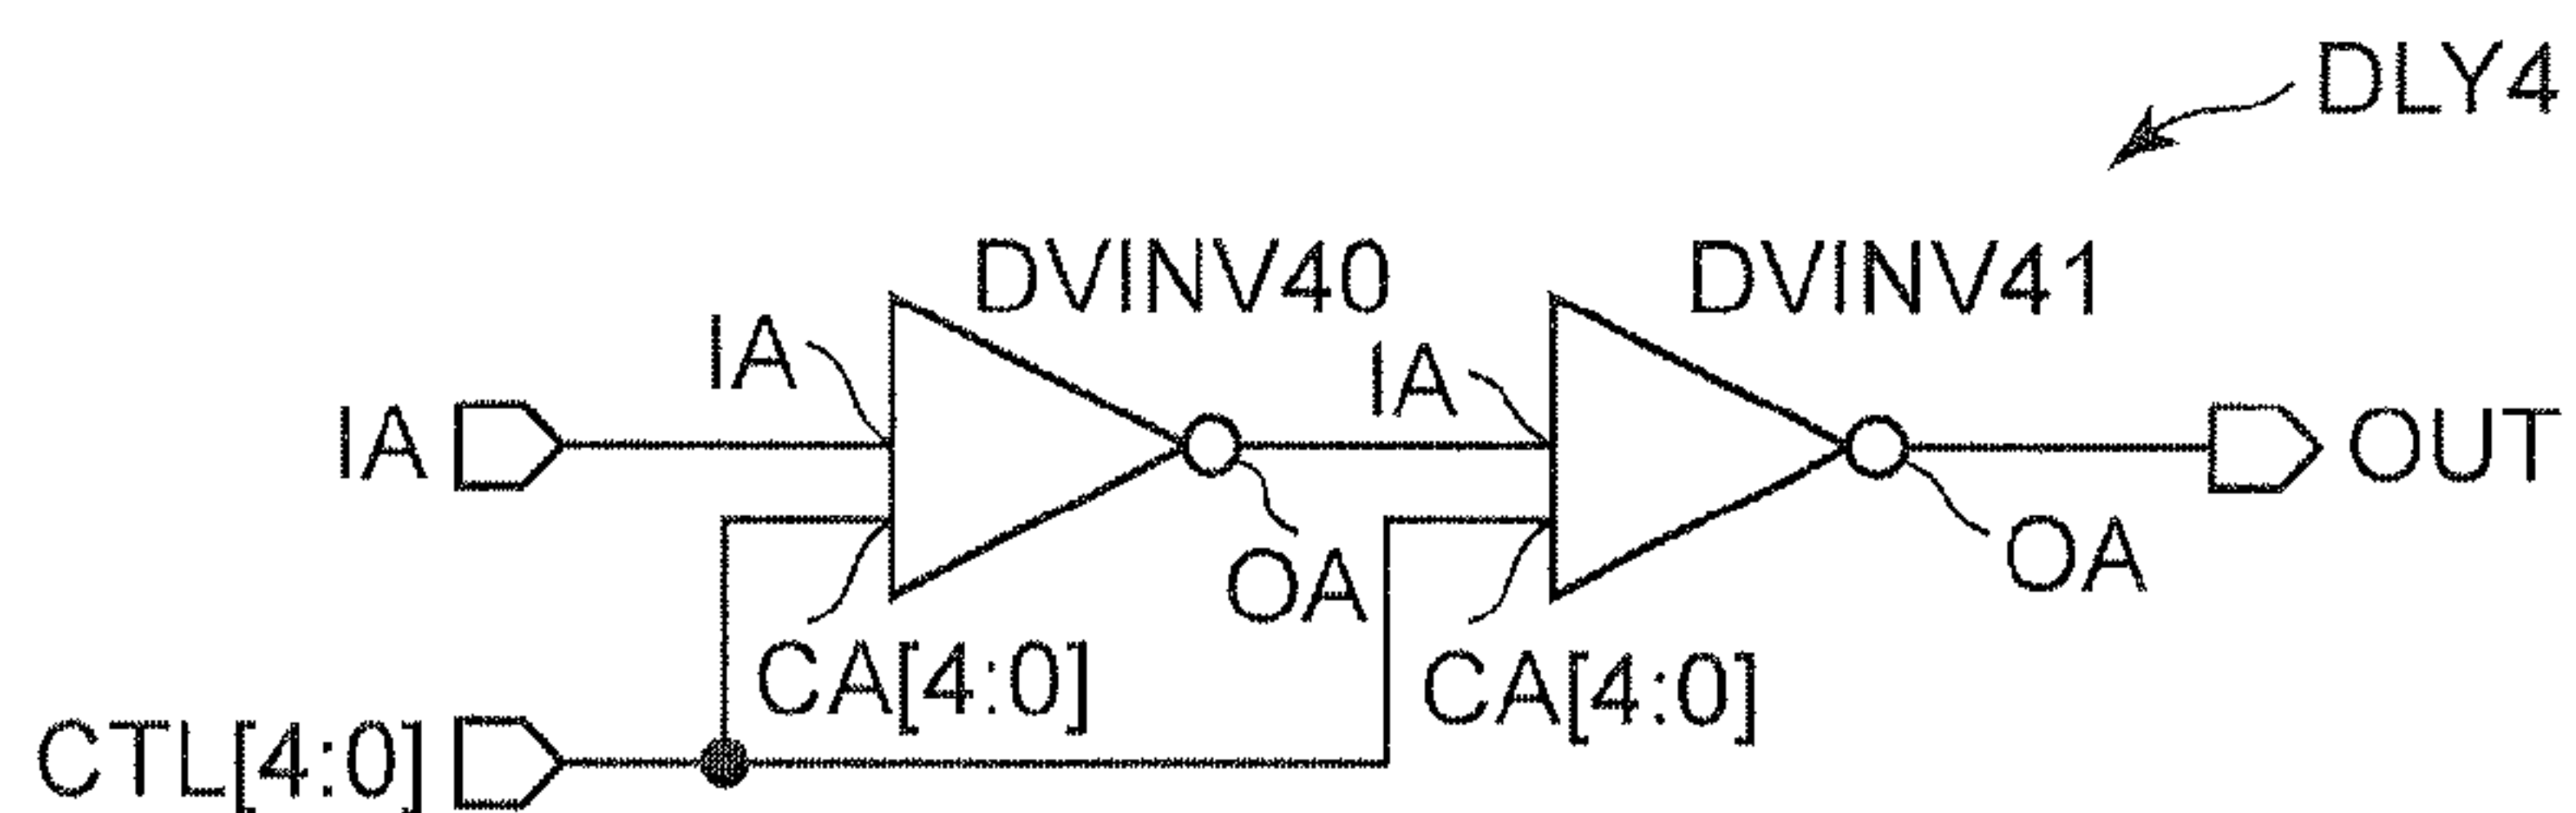 DLY4
DVINV40
DVINV41
IA
IA
IA
OUT
OA
OA
CA[4:0]
CA[4:0]
CTL[4:0]